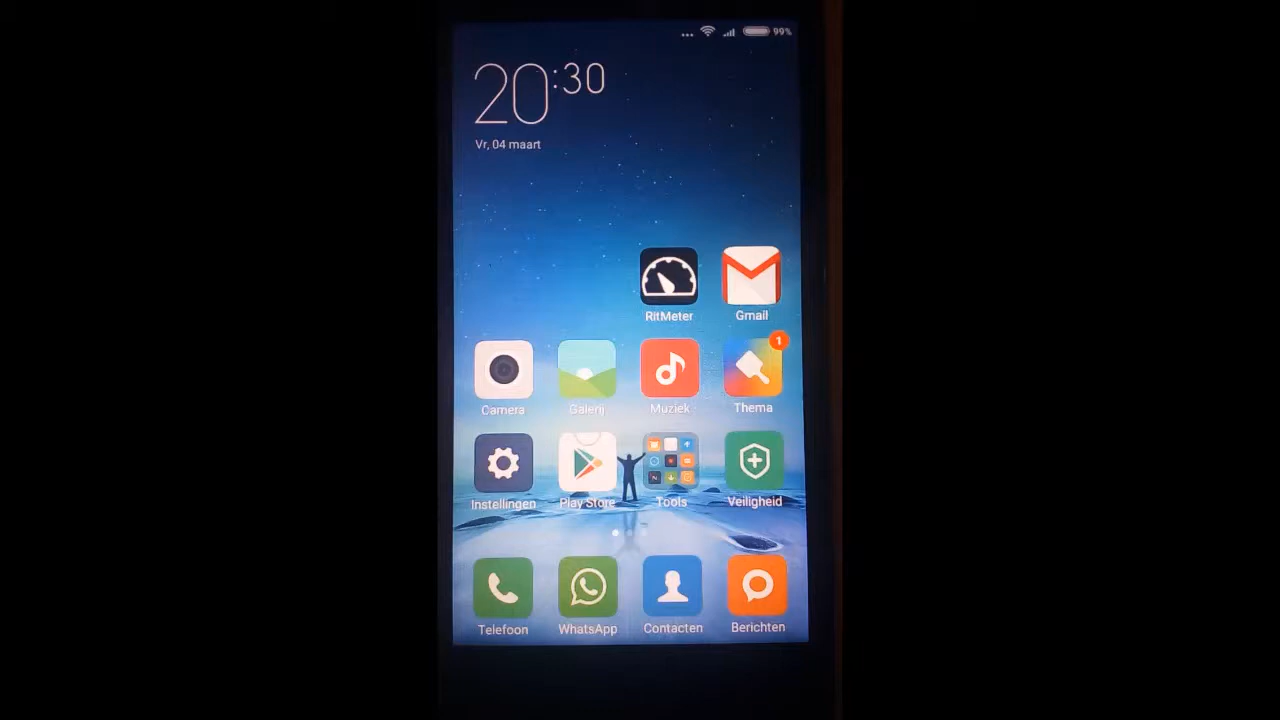 99%
20:30
Vr, 04 maart
RitMeter Gmail
1
Camera Galerij Muziek Thema
Instellingen Play Store Tools Veiligheid
Telefoon WhatsApp Contacten Berichten